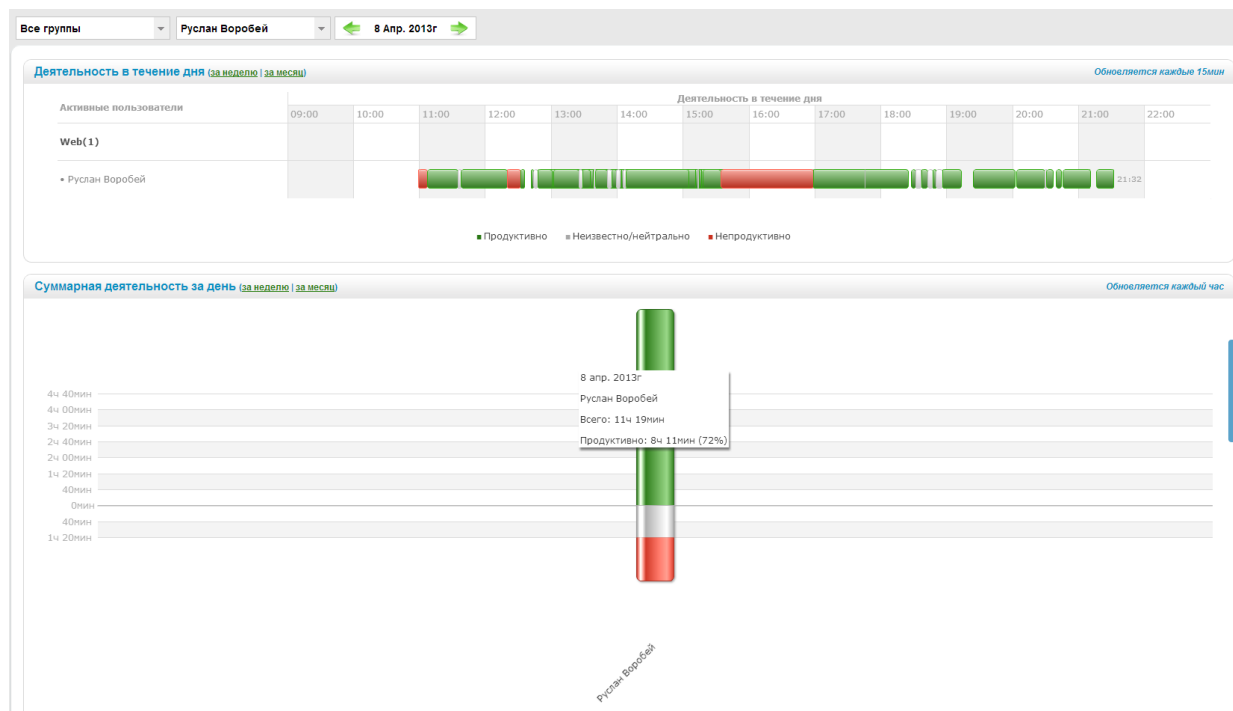 Все группы Руслан Воробей 8 Апр. 2013г
Деятельность в течение дня (за неделю | за месяц) Обновляется каждые 15мин
Активные пользователи Деятельность в течение дня
09:00 10:00 11:00 12:00 13:00 14:00 15:00 16:00 17:00 18:00 19:00 20:00 21:00 22:00
Web(1)
• Руслан Воробей 21:32
Продуктивно Неизвестно/нейтрально Непродуктивно
Суммарная деятельность за день (за неделю | за месяц) Обновляется каждый час
8 апр. 2013г
Руслан Воробей
Всего: 11ч 19мин
Продуктивно: 8ч 11мин (72%)
4ч 40мин
4ч 00мин
3ч 20мин
2ч 40мин
2ч 00мин
1ч 20мин
40мин
0мин
40мин
1ч 20мин
Руслан Воробей